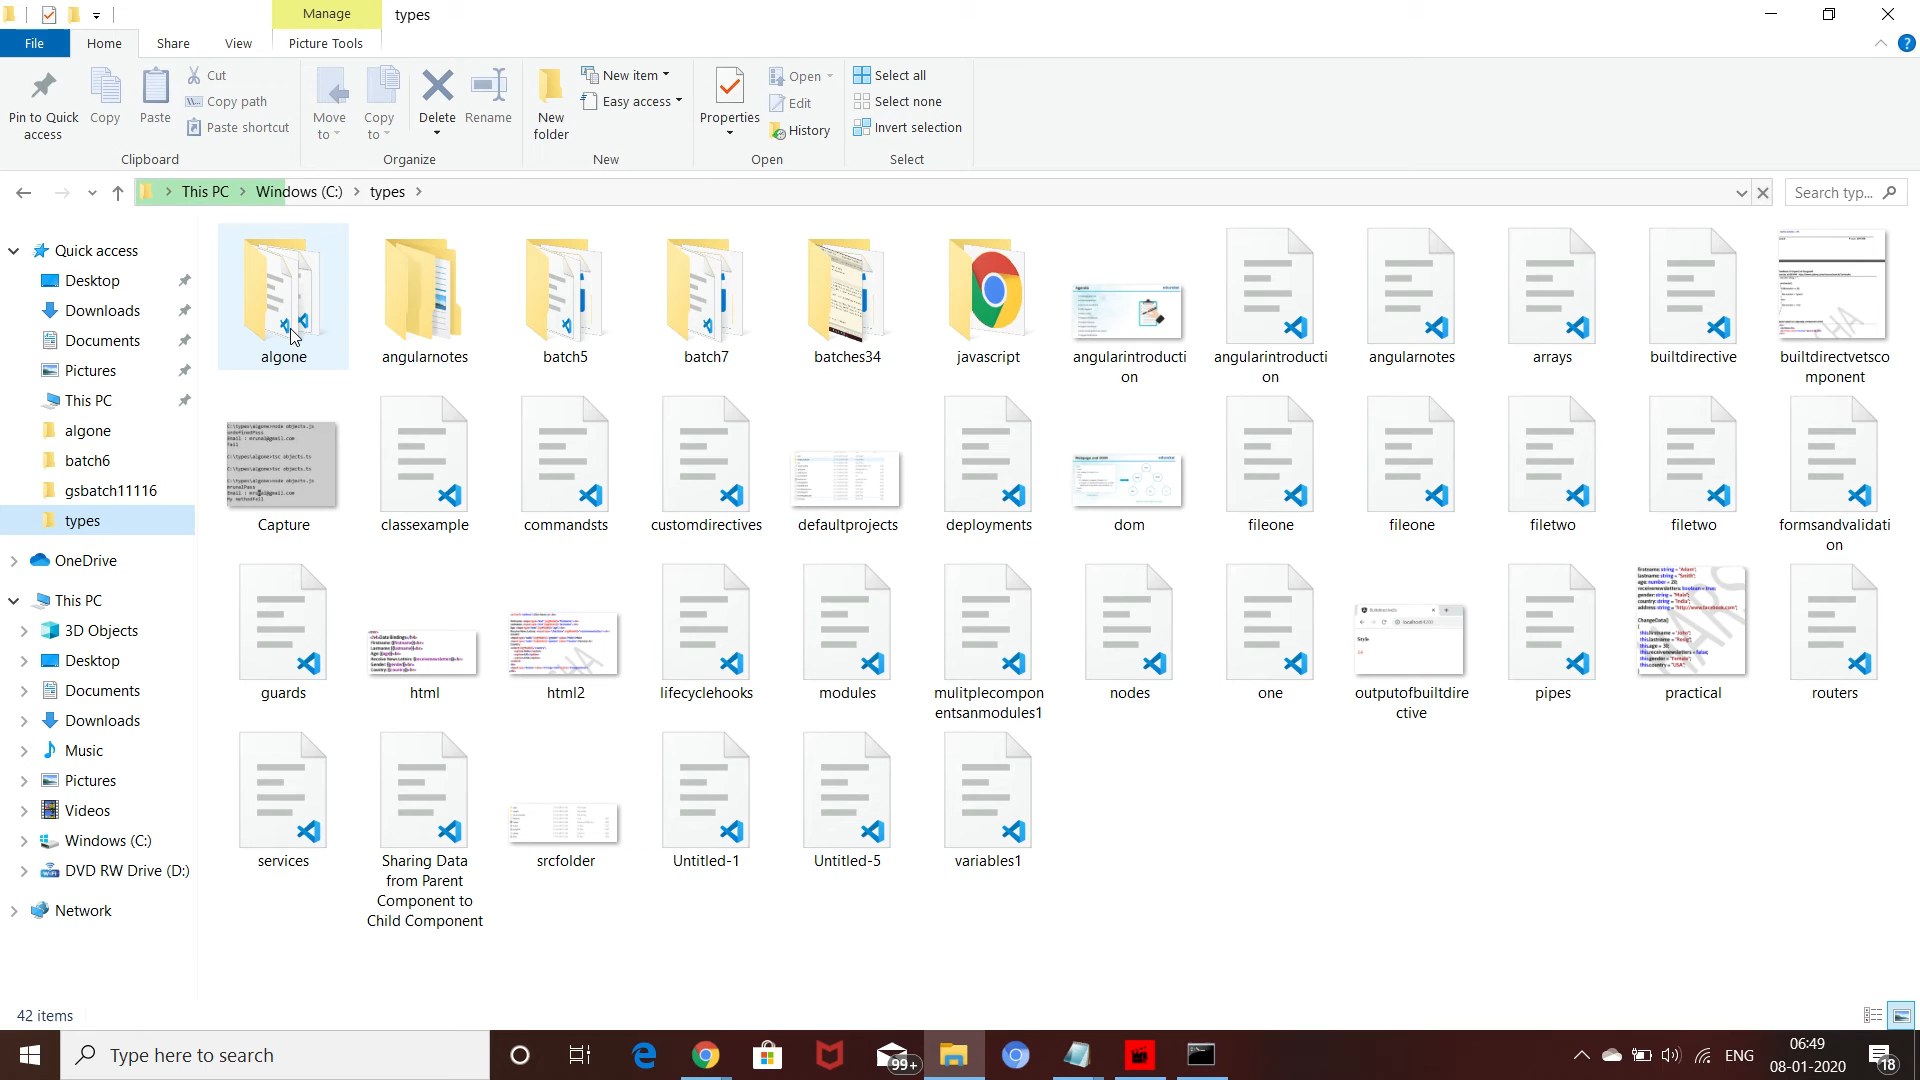 Manage
types
File
Home
Share
View
Picture Tools
Pin to Quick
access
Copy
Paste
Cut
Copy path
Paste shortcut
Clipboard
Move
to
Copy
to
Delete
Rename
Organize
New
folder
New item
Easy access
New
Properties
Open
Edit
History
Open
Select all
Select none
Invert selection
Select
This PC
Windows (C:)
types
Search typ...
Quick access
Desktop
Downloads
Documents
Pictures
This PC
algone
batch6
gsbatch11116
types
OneDrive
This PC
3D Objects
Desktop
Documents
Downloads
Music
Pictures
Videos
Windows (C:)
DVD RW Drive (D:)
Network
algone
angularnotes
batch5
batch7
batches34
javascript
angularintroducti
on
angularintroducti
on
angularnotes
arrays
builtdirective
builtdirectvetsco
mponent
Capture
classexample
commandsts
customdirectives
defaultprojects
deployments
dom
fileone
fileone
filetwo
filetwo
formsandvalidati
on
guards
html
html2
lifecyclehooks
modules
mulitplecompon
entsanmodules1
nodes
one
outputofbuiltdire
ctive
pipes
practical
routers
services
Sharing Data
from Parent
Component to
Child Component
srcfolder
Untitled-1
Untitled-5
variables1
42 items
Type here to search
99+
ENG
06:49
08-01-2020
18